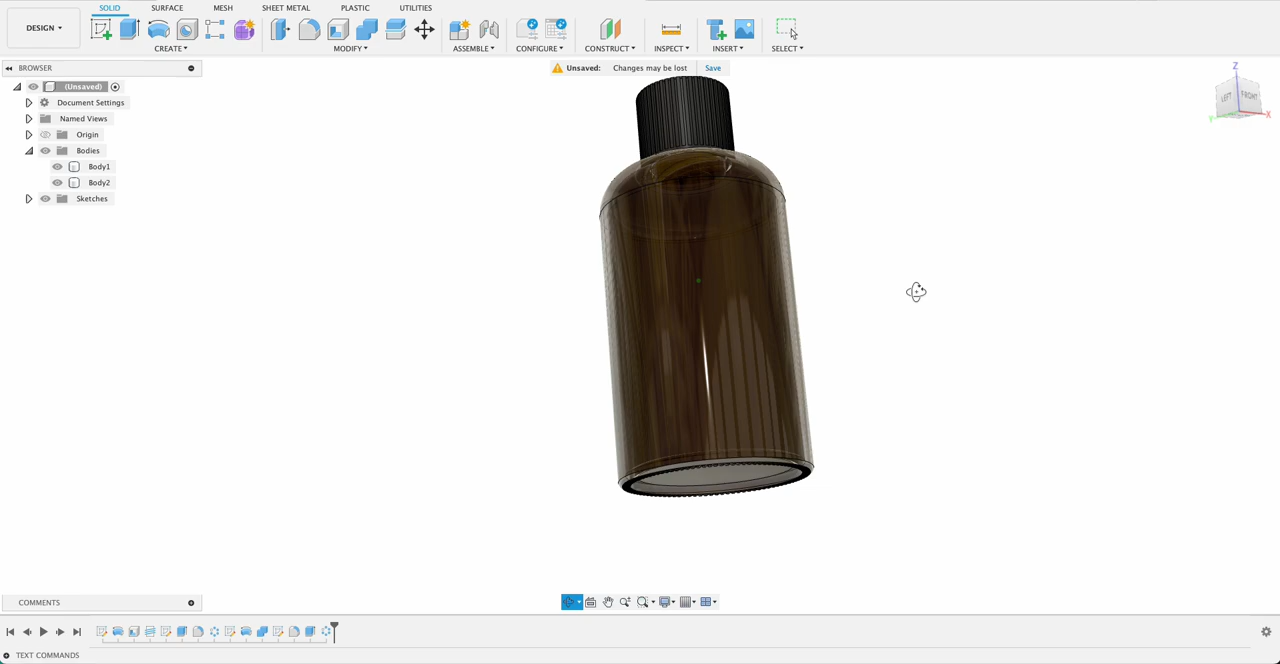 SOLID SURFACE MESH SHEET METAL PLASTIC UTILITIES
DESIGN
CREATE MODIFY ASSEMBLE CONFIGURE CONSTRUCT INSPECT INSERT SELECT
BROWSER
Unsaved: Changes may be lost Save
(Unsaved)
Document Settings
Named Views
Origin
Bodies
Body1
Body2
Sketches
Z
LEFT FRONT
X
Y
COMMENTS
TEXT COMMANDS